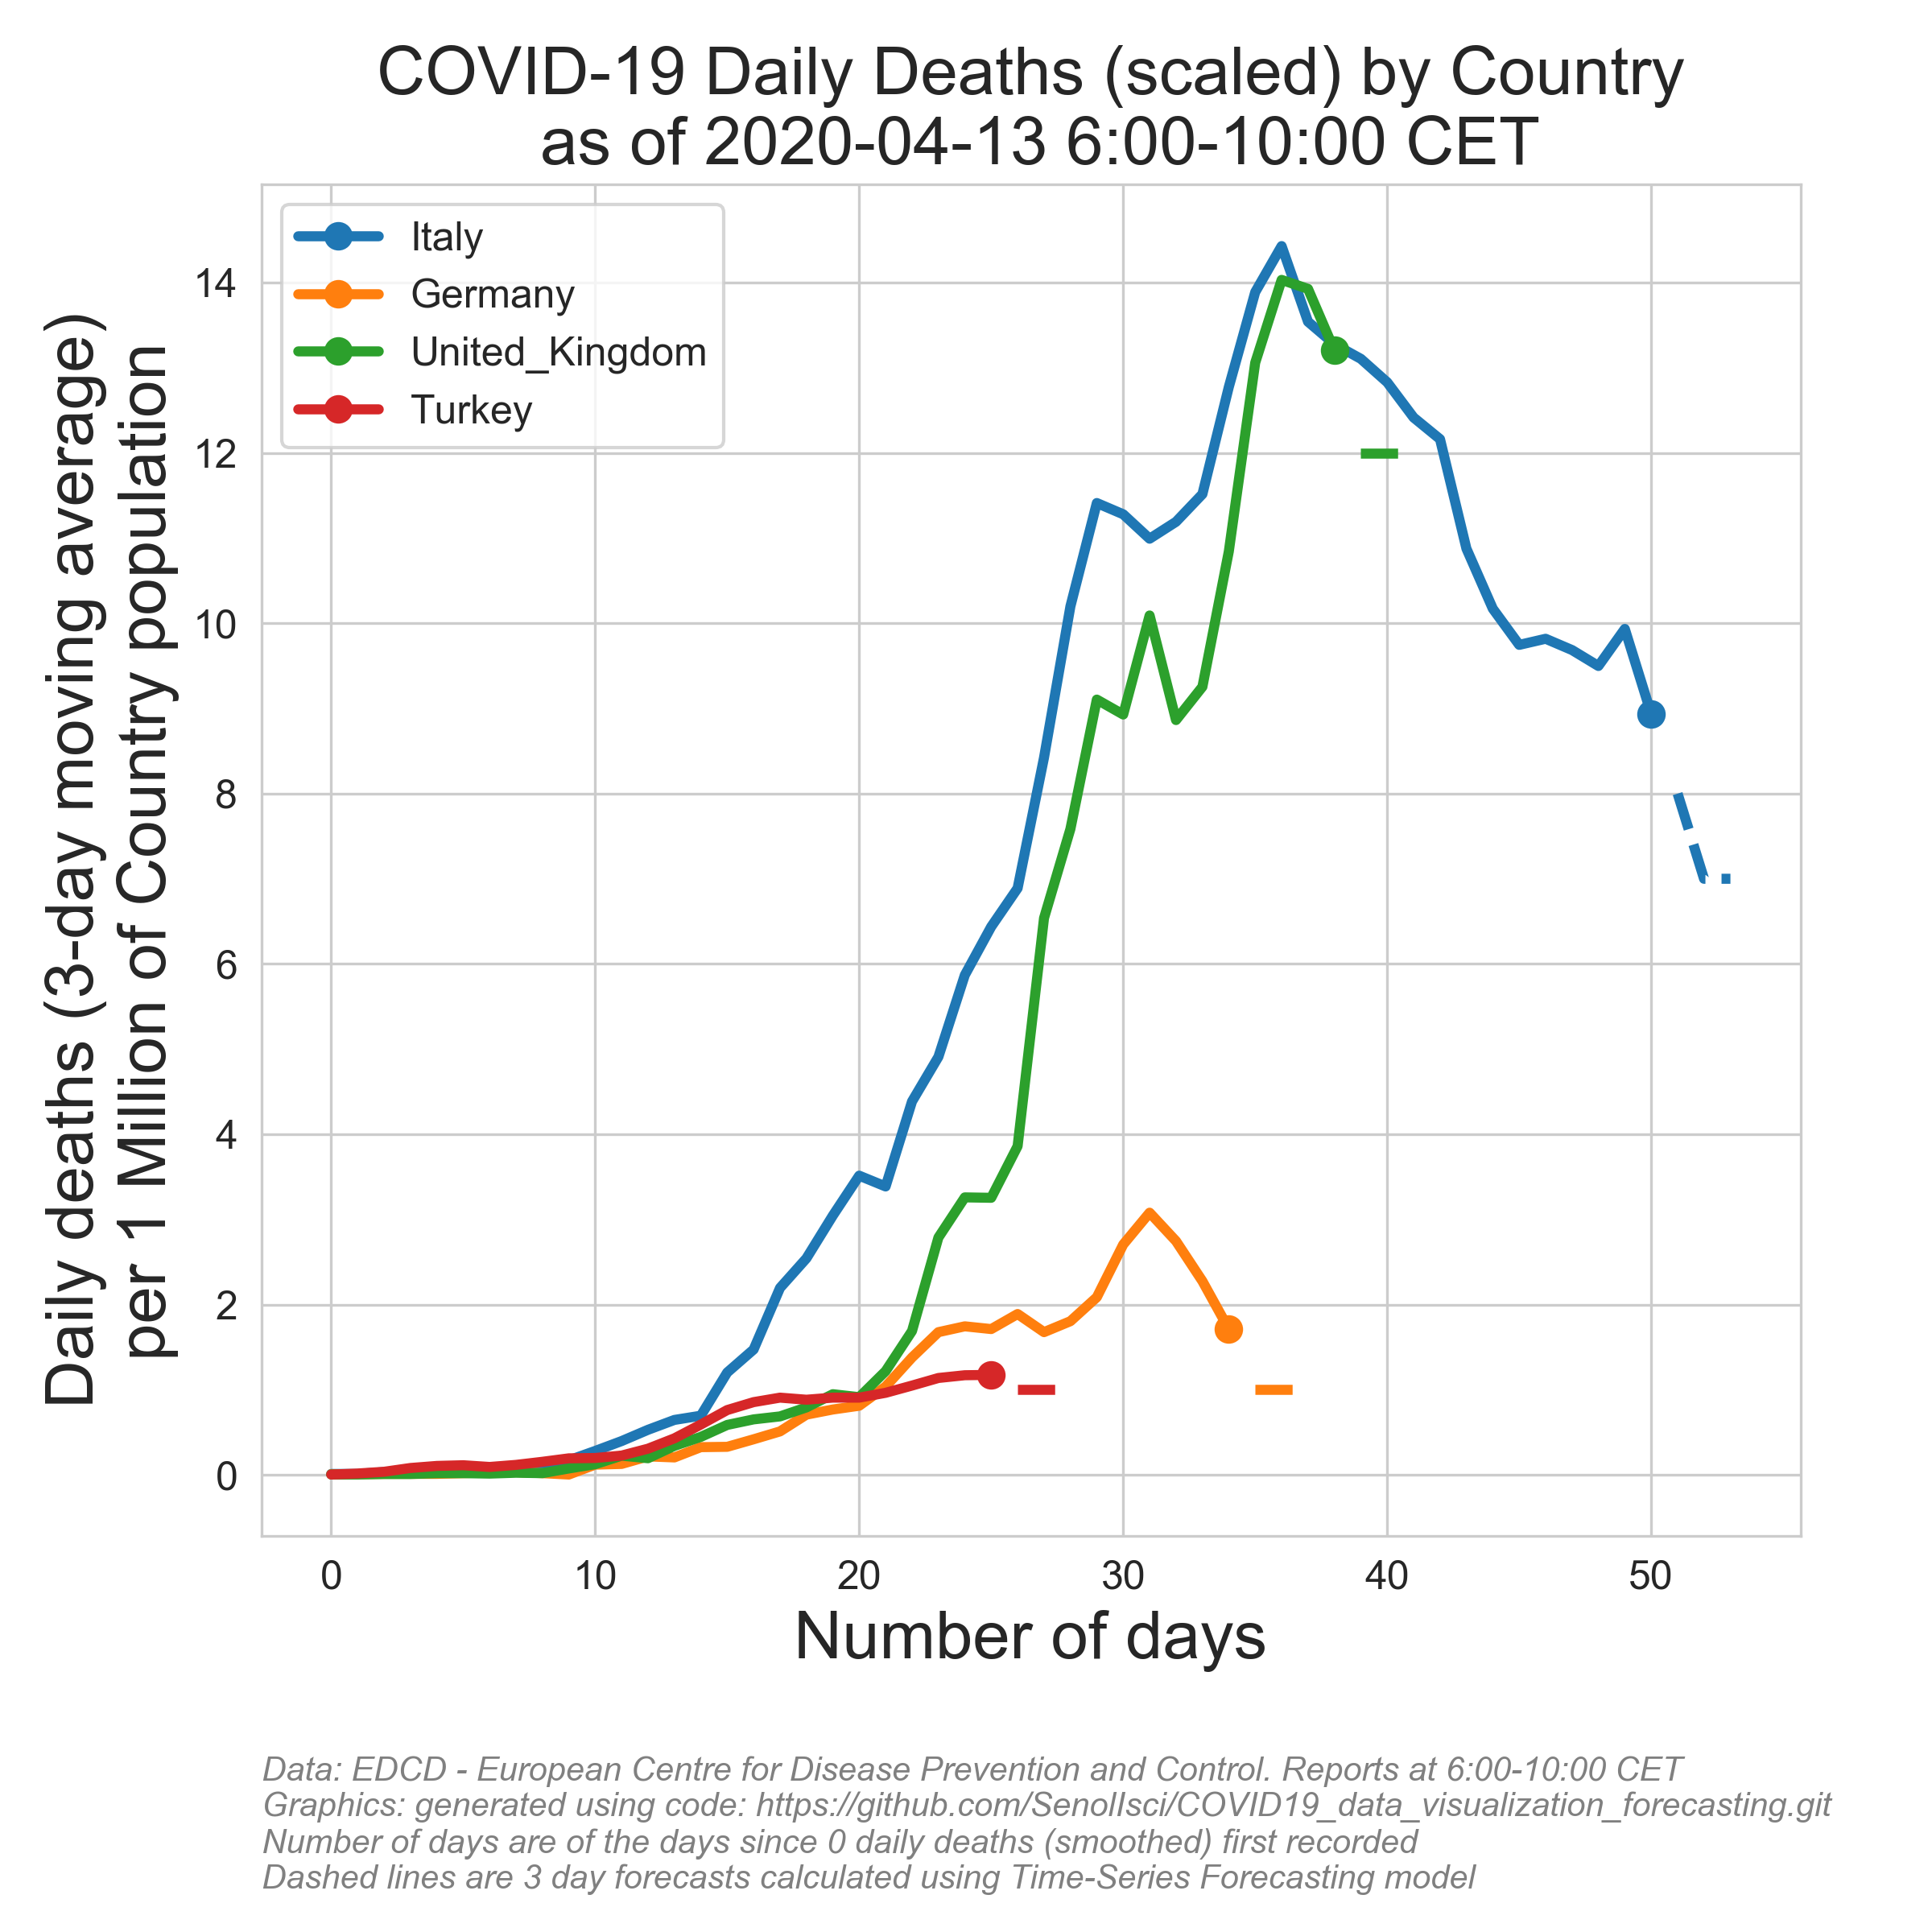 COVID-19 Daily Deaths (scaled) by Country
as of 2020-04-13 6:00-10:00 CET
Daily deaths (3-day moving average)
per 1 Million of Country population
Italy
Germany
United_Kingdom
Turkey
14
12
10
8
6
4
2
0
0 10 20 30 40 50
Number of days
Data: EDCD - European Centre for Disease Prevention and Control. Reports at 6:00-10:00 CET
Graphics: generated using code: https://github.com/SenolIsci/COVID19_data_visualization_forecasting.git
Number of days are of the days since 0 daily deaths (smoothed) first recorded
Dashed lines are 3 day forecasts calculated using Time-Series Forecasting model